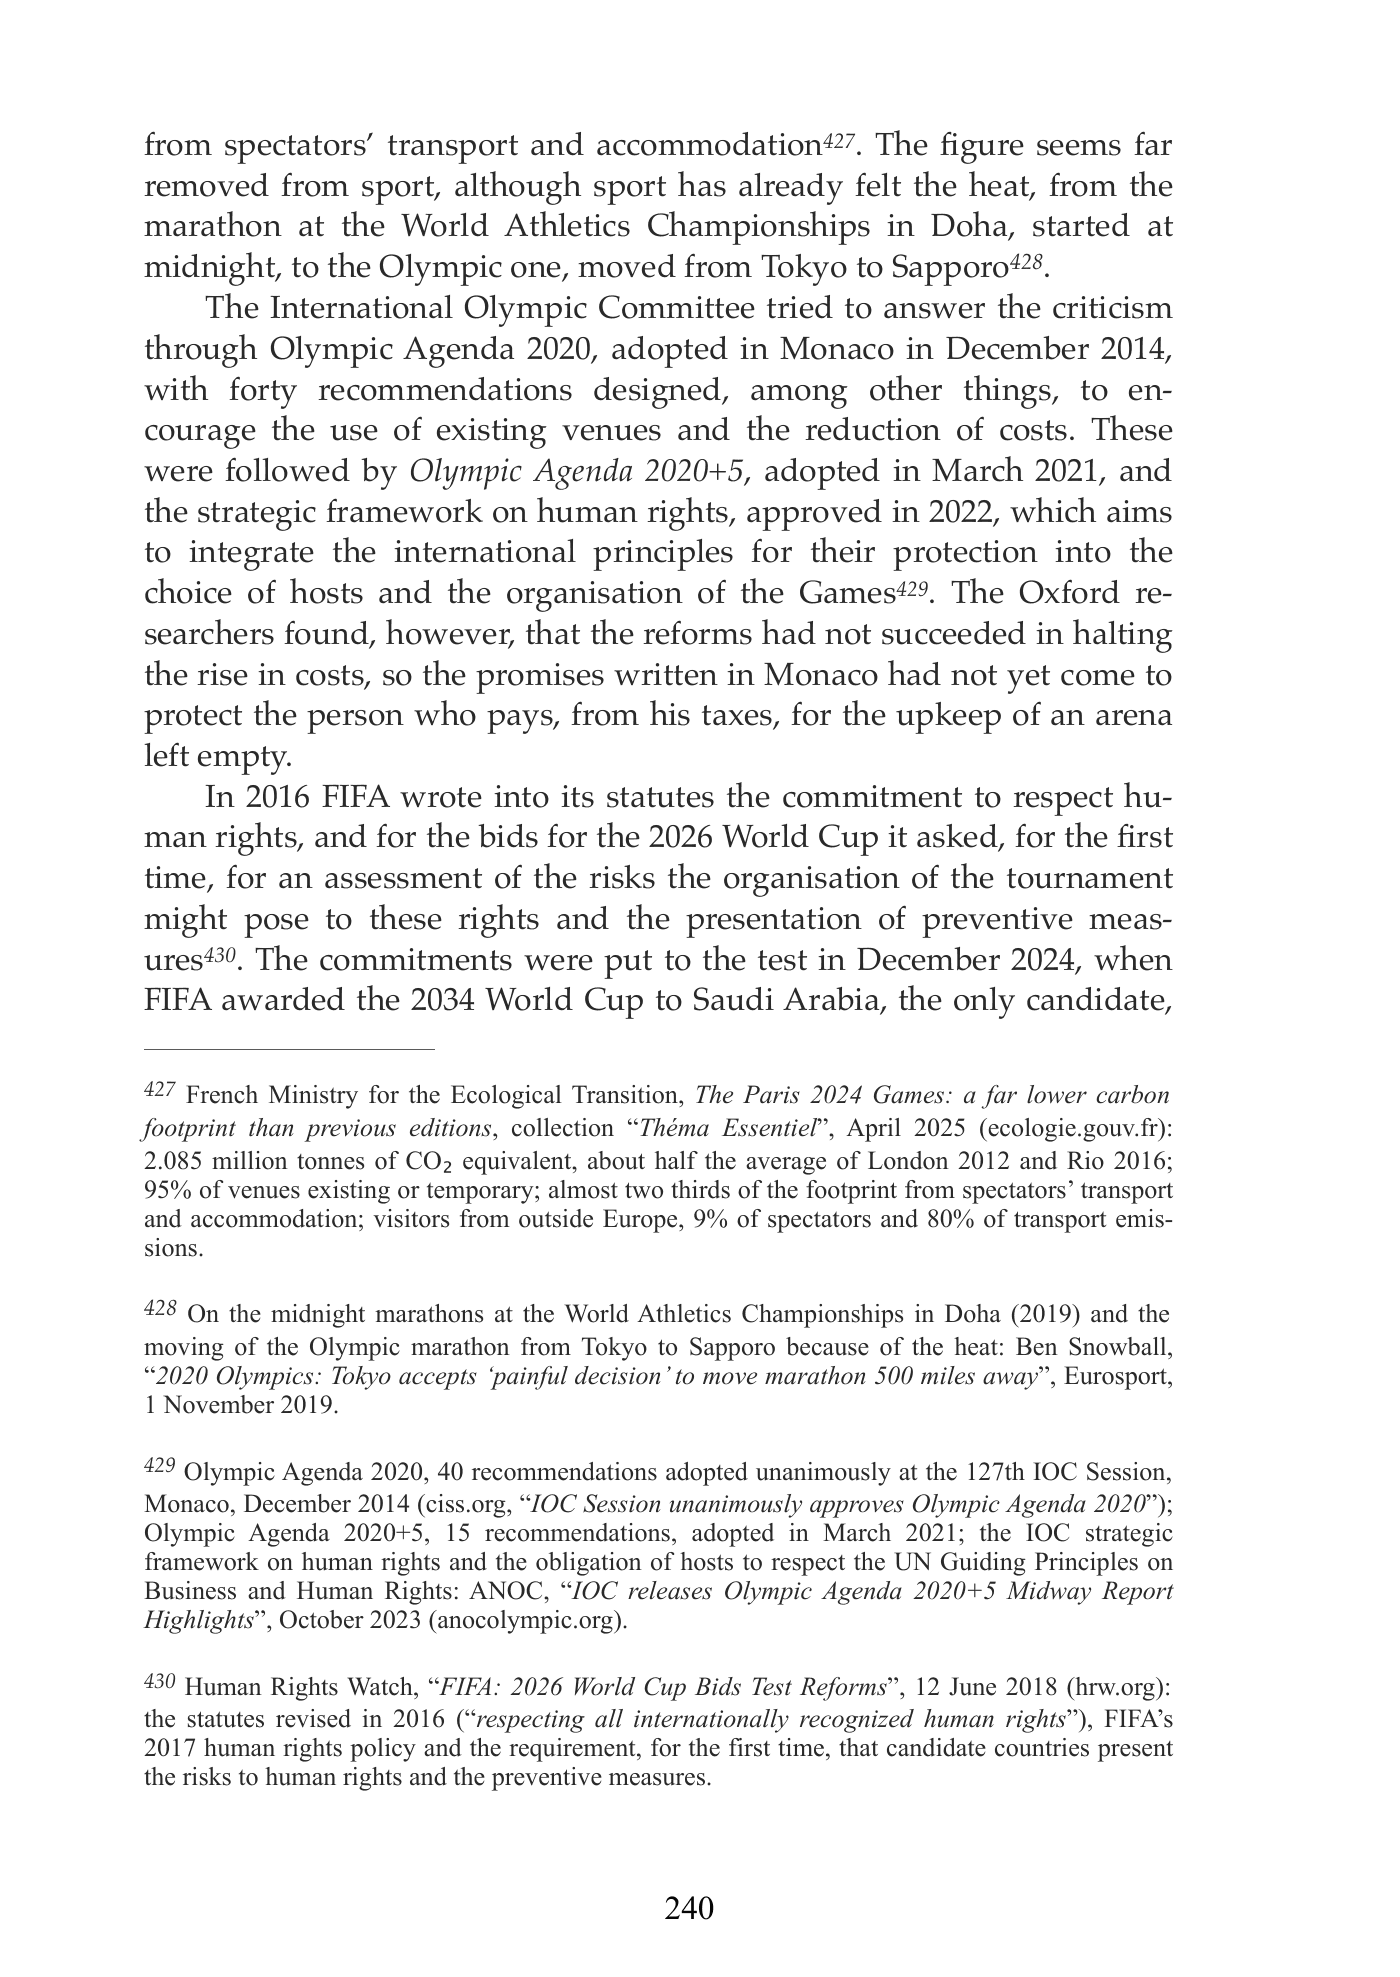 from spectators’ transport and accommodation427. The figure seems far
removed from sport, although sport has already felt the heat, from the
marathon at the World Athletics Championships in Doha, started at
midnight, to the Olympic one, moved from Tokyo to Sapporo428.
The International Olympic Committee tried to answer the criticism
through Olympic Agenda 2020, adopted in Monaco in December 2014,
with forty recommendations designed, among other things, to en-
courage the use of existing venues and the reduction of costs. These
were followed by Olympic Agenda 2020+5, adopted in March 2021, and
the strategic framework on human rights, approved in 2022, which aims
to integrate the international principles for their protection into the
choice of hosts and the organisation of the Games429. The Oxford re-
searchers found, however, that the reforms had not succeeded in halting
the rise in costs, so the promises written in Monaco had not yet come to
protect the person who pays, from his taxes, for the upkeep of an arena
left empty.
In 2016 FIFA wrote into its statutes the commitment to respect hu-
man rights, and for the bids for the 2026 World Cup it asked, for the first
time, for an assessment of the risks the organisation of the tournament
might pose to these rights and the presentation of preventive meas-
ures430. The commitments were put to the test in December 2024, when
FIFA awarded the 2034 World Cup to Saudi Arabia, the only candidate,
427 French Ministry for the Ecological Transition, The Paris 2024 Games: a far lower carbon
footprint than previous editions, collection “Théma Essentiel”, April 2025 (ecologie.gouv.fr):
2.085 million tonnes of CO₂ equivalent, about half the average of London 2012 and Rio 2016;
95% of venues existing or temporary; almost two thirds of the footprint from spectators’ transport
and accommodation; visitors from outside Europe, 9% of spectators and 80% of transport emis-
sions.
428 On the midnight marathons at the World Athletics Championships in Doha (2019) and the
moving of the Olympic marathon from Tokyo to Sapporo because of the heat: Ben Snowball,
“2020 Olympics: Tokyo accepts ‘painful decision’ to move marathon 500 miles away”, Eurosport,
1 November 2019.
429 Olympic Agenda 2020, 40 recommendations adopted unanimously at the 127th IOC Session,
Monaco, December 2014 (ciss.org, “IOC Session unanimously approves Olympic Agenda 2020”);
Olympic Agenda 2020+5, 15 recommendations, adopted in March 2021; the IOC strategic
framework on human rights and the obligation of hosts to respect the UN Guiding Principles on
Business and Human Rights: ANOC, “IOC releases Olympic Agenda 2020+5 Midway Report
Highlights”, October 2023 (anocolympic.org).
430 Human Rights Watch, “FIFA: 2026 World Cup Bids Test Reforms”, 12 June 2018 (hrw.org):
the statutes revised in 2016 (“respecting all internationally recognized human rights”), FIFA’s
2017 human rights policy and the requirement, for the first time, that candidate countries present
the risks to human rights and the preventive measures.
240